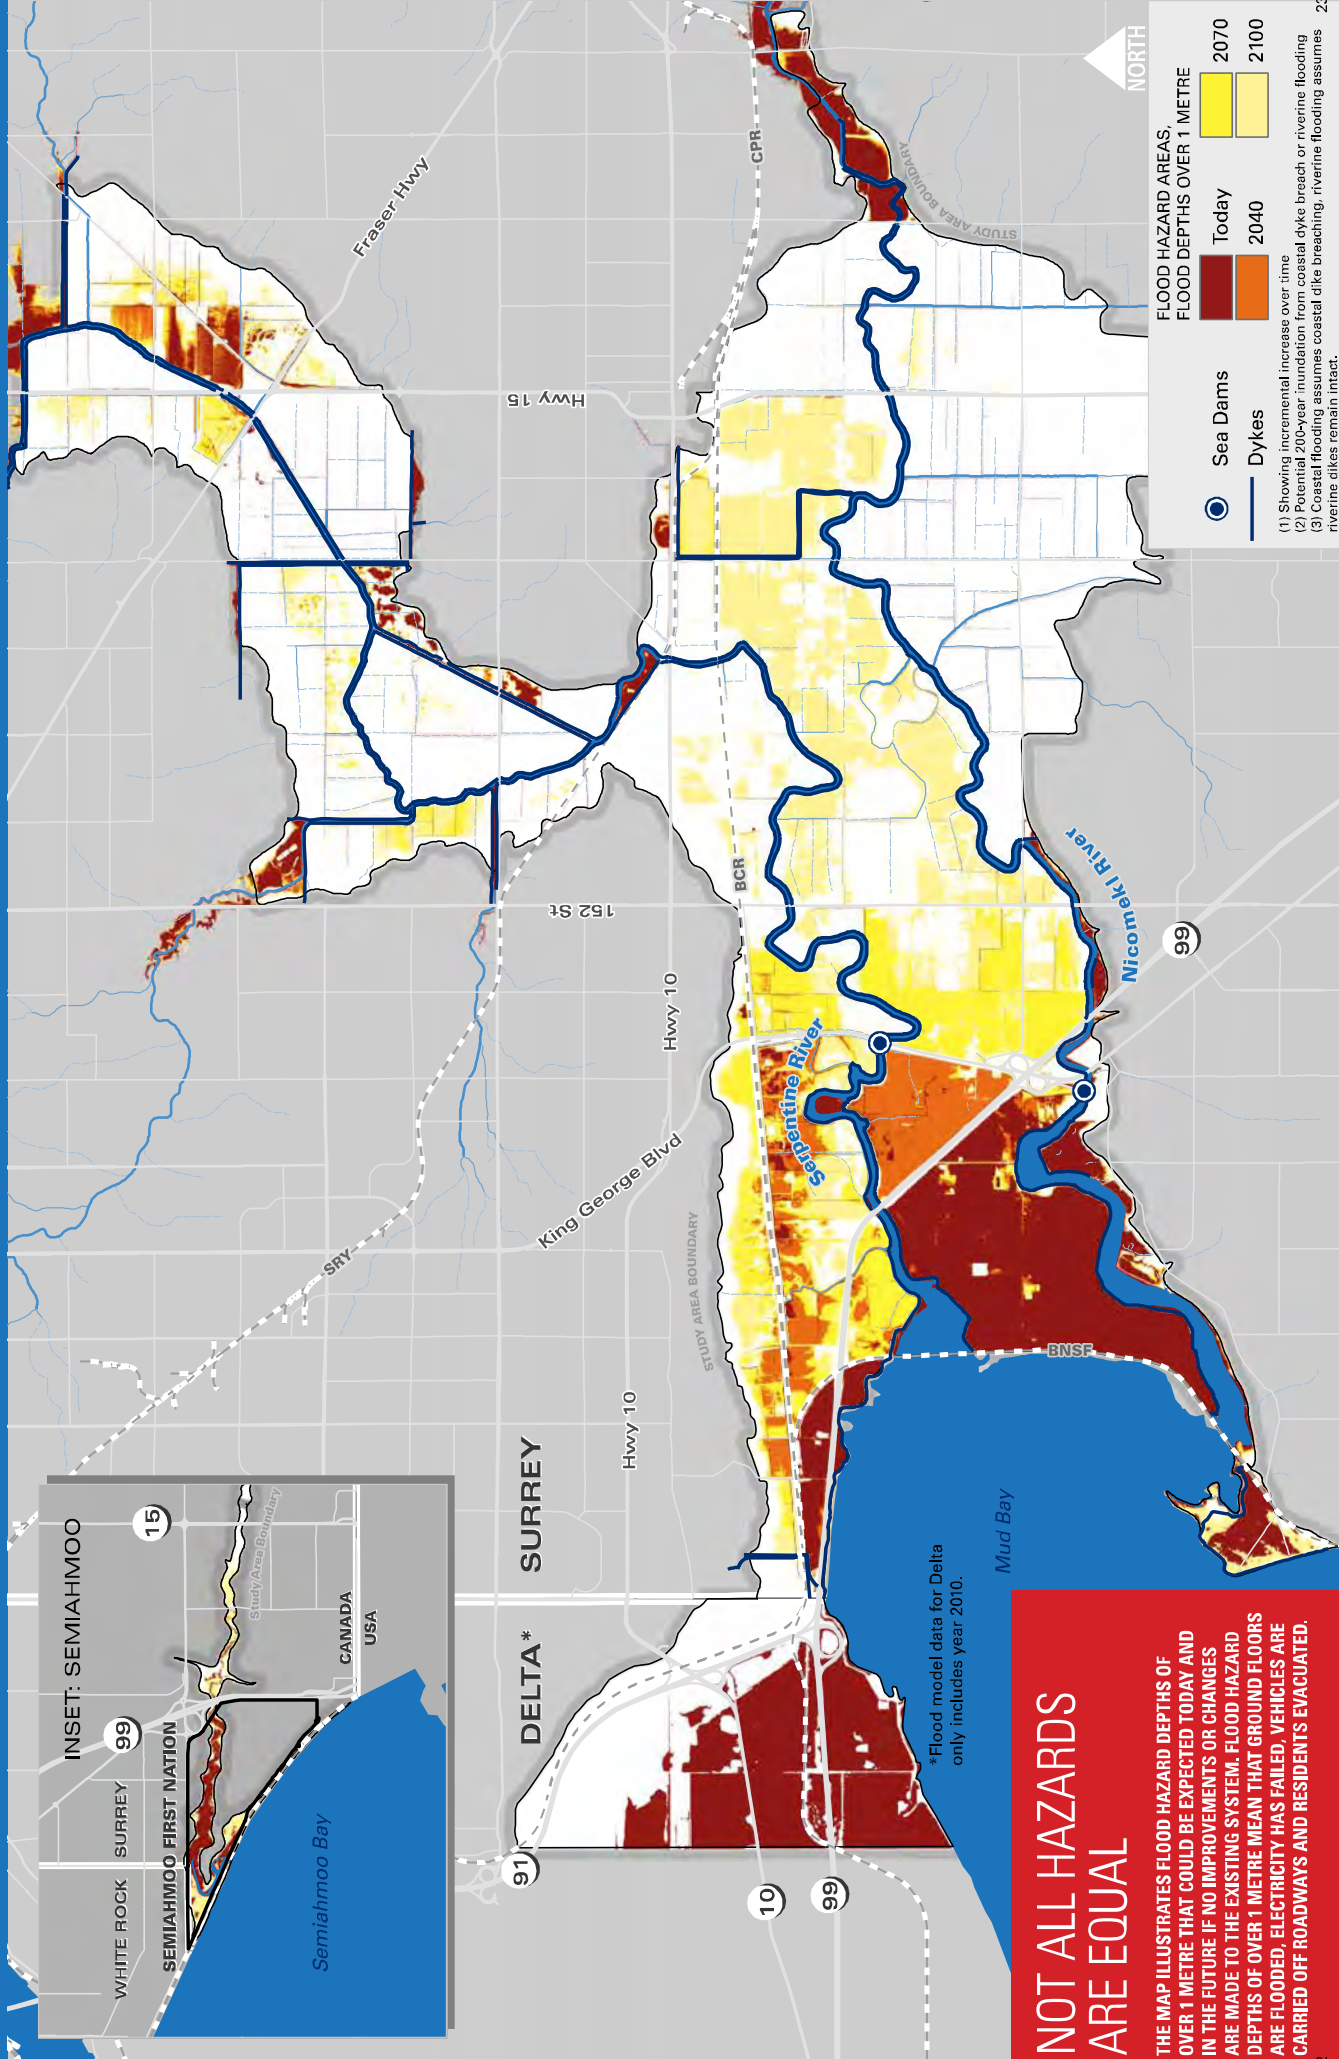 INSET: SEMIAHMOO
WHITE ROCK
SURREY
99
15
SEMIAHMOO FIRST NATION
Study Area Boundary
CANADA
USA
Semiahmoo Bay
91
10
99
DELTA*
SURREY
*Flood model data for Delta
only includes year 2010.
Mud Bay
SRY
Hwy 10
King George Blvd
Hwy 10
STUDY AREA BOUNDARY
Serpentine River
BNSF
152 St
BCR
Nicomekl River
99
Fraser Hwy
Hwy 15
CPR
STUDY AREA BOUNDARY
NORTH
NOT ALL HAZARDS
ARE EQUAL
THE MAP ILLUSTRATES FLOOD HAZARD DEPTHS OF
OVER 1 METRE THAT COULD BE EXPECTED TODAY AND
IN THE FUTURE IF NO IMPROVEMENTS OR CHANGES
ARE MADE TO THE EXISTING SYSTEM. FLOOD HAZARD
DEPTHS OF OVER 1 METRE MEAN THAT GROUND FLOORS
ARE FLOODED, ELECTRICITY HAS FAILED, VEHICLES ARE
CARRIED OFF ROADWAYS AND RESIDENTS EVACUATED.
FLOOD HAZARD AREAS,
FLOOD DEPTHS OVER 1 METRE
Sea Dams
Today
2070
Dykes
2040
2100
(1) Showing incremental increase over time
(2) Potential 200-year inundation from coastal dyke breach or riverine flooding
(3) Coastal flooding assumes coastal dike breaching, riverine flooding assumes
riverine dikes remain intact.